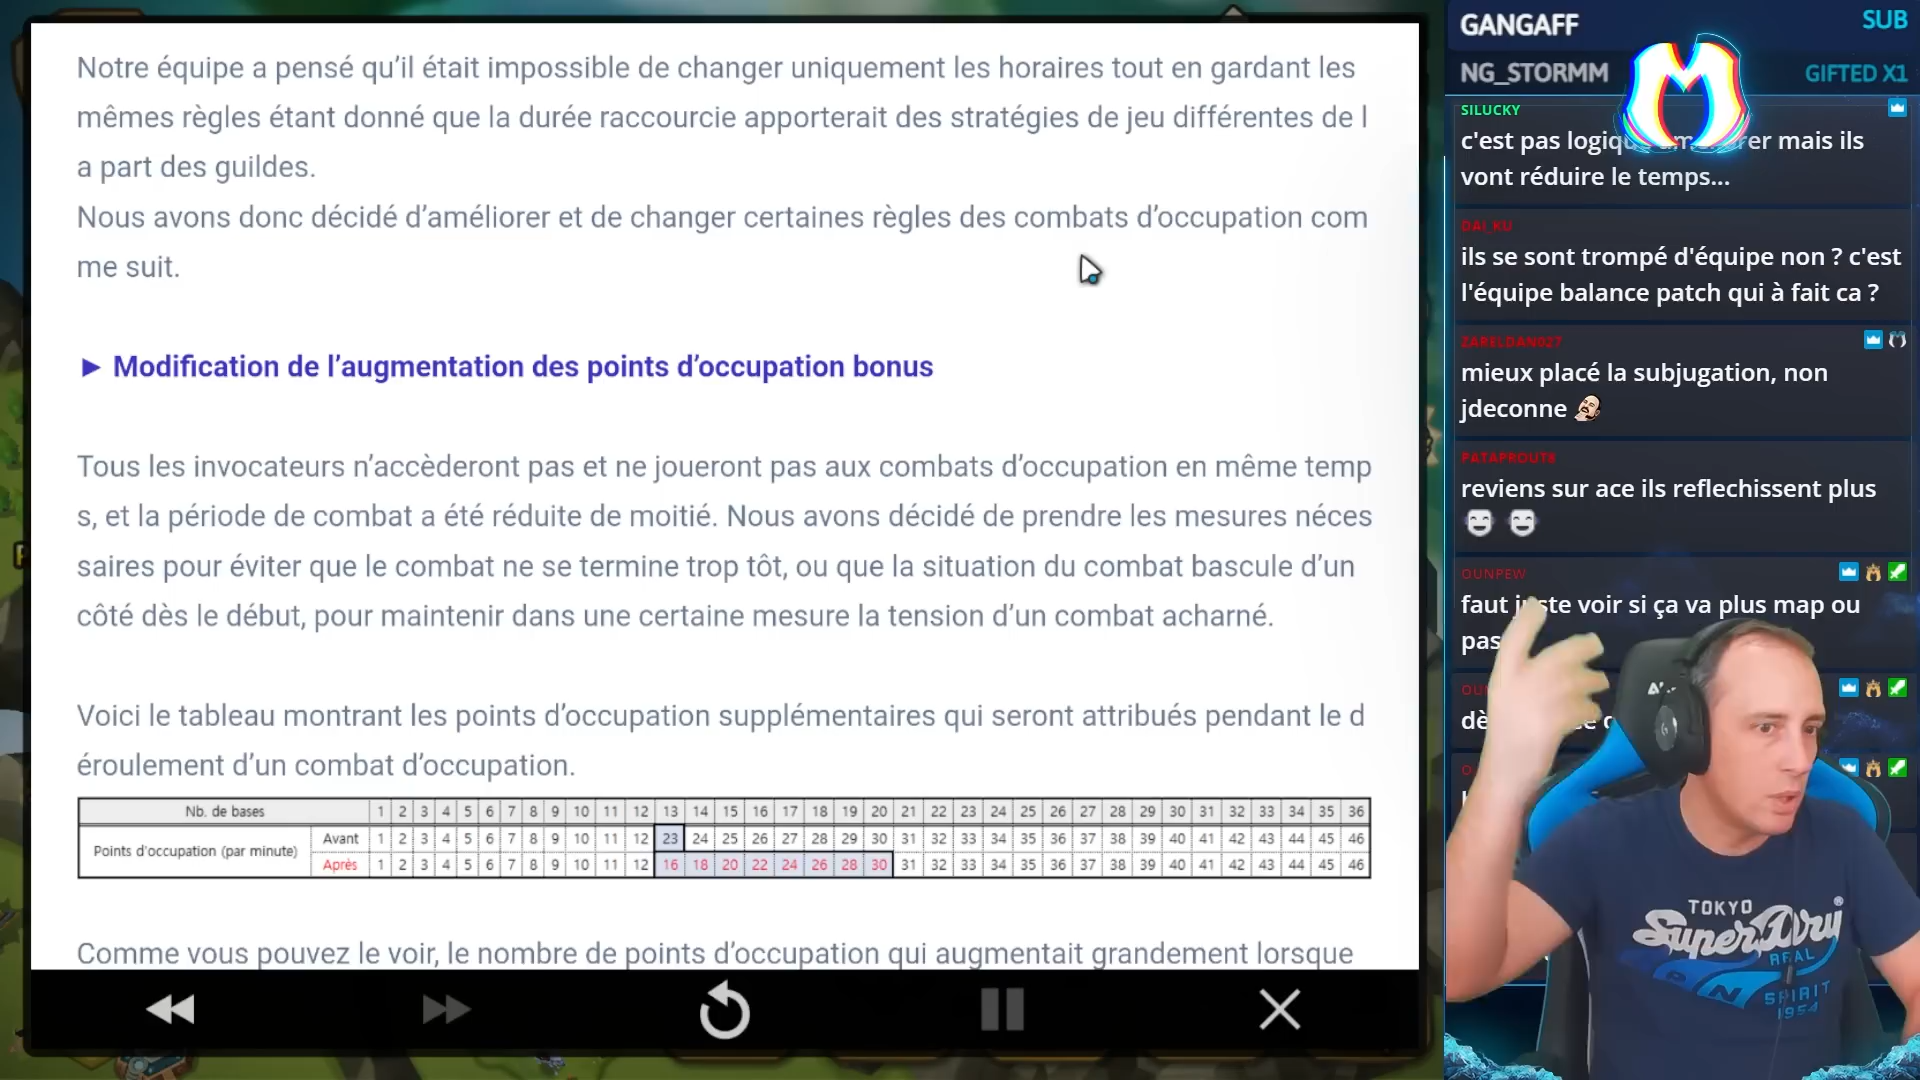 Notre équipe a pensé qu’il était impossible de changer uniquement les horaires tout en gardant les
mêmes règles étant donné que la durée raccourcie apporterait des stratégies de jeu différentes de l
a part des guildes.
Nous avons donc décidé d’améliorer et de changer certaines règles des combats d’occupation com
me suit.
► Modification de l’augmentation des points d’occupation bonus
Tous les invocateurs n’accèderont pas et ne joueront pas aux combats d’occupation en même temp
s, et la période de combat a été réduite de moitié. Nous avons décidé de prendre les mesures néces
saires pour éviter que le combat ne se termine trop tôt, ou que la situation du combat bascule d’un
côté dès le début, pour maintenir dans une certaine mesure la tension d’un combat acharné.
Voici le tableau montrant les points d’occupation supplémentaires qui seront attribués pendant le d
éroulement d’un combat d’occupation.
Nb. de bases 1 2 3 4 5 6 7 8 9 10 11 12 13 14 15 16 17 18 19 20 21 22 23 24 25 26 27 28 29 30 31 32 33 34 35 36
Points d'occupation (par minute)
Avant 1 2 3 4 5 6 7 8 9 10 11 12 23 24 25 26 27 28 29 30 31 32 33 34 35 36 37 38 39 40 41 42 43 44 45 46
Après 1 2 3 4 5 6 7 8 9 10 11 12 16 18 20 22 24 26 28 30 31 32 33 34 35 36 37 38 39 40 41 42 43 44 45 46
Comme vous pouvez le voir, le nombre de points d’occupation qui augmentait grandement lorsque
GANGAFF SUB
NG_STORMM GIFTED X1
SILUCKY
c'est pas mais ils
vont réduire le temps...
DAI_KU
ils se sont trompé d'équipe non ? c'est
l'équipe balance patch qui à fait ca ?
ZARELDAN027
mieux placé la subjugation, non
jdeconne
PATAPROUT6
reviens sur ace ils reflechissent plus
OUNPEW
faut juste voir si ça va plus map ou
pas
TOKYO
Superdry
REAL
SPIRIT
1954